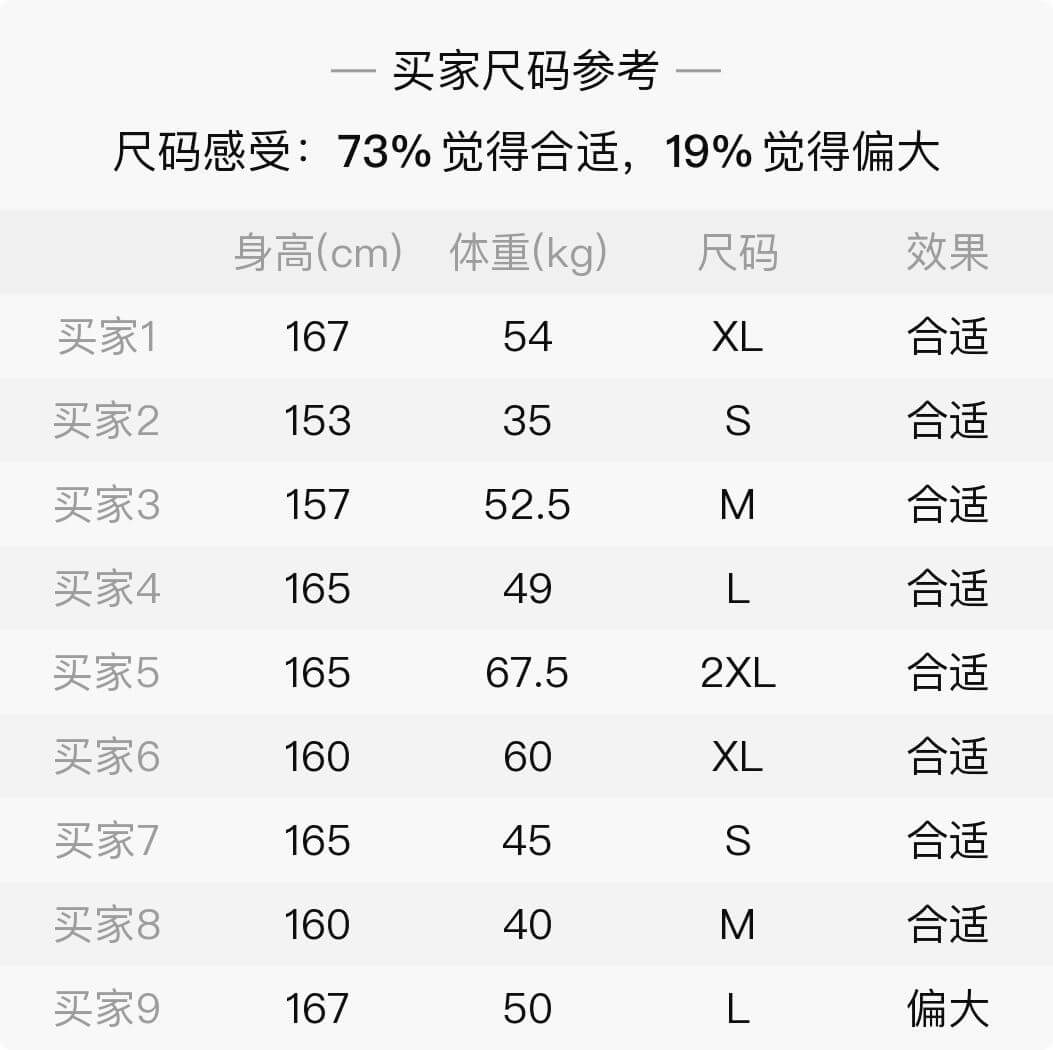 买家尺码参考
尺码感受：73%觉得合适，19%觉得偏大
身高(cm) 体重(kg) 尺码 效果
买家1 167 54 XL 合适
买家2 153 35 S 合适
买家3 157 52.5 M 合适
买家4 165 49 L 合适
买家5 165 67.5 2XL 合适
买家6 160 60 XL 合适
买家7 165 45 S 合适
买家8 160 40 M 合适
买家9 167 50 L 偏大